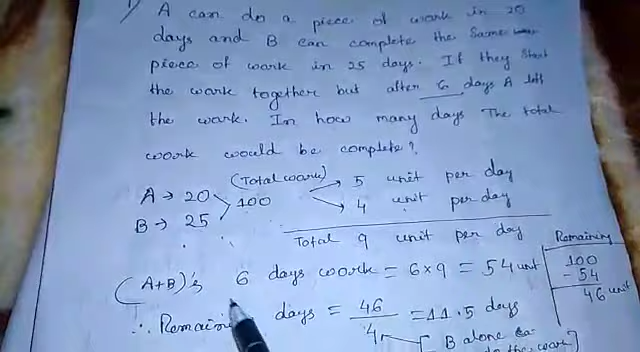 A can do a piece of work in 20
days and B can complete the same
piece of work in 25 days. If they start
the work together but after 6 days A left
the work. In how many days The total
work would be complete?
(Total work)
A → 20
B → 25
100
→ 5 unit per day
→ 4 unit per day
Total 9 unit per day
(A+B)'s 6 days work = 6×9 = 54 unit
Remaining
100
- 54
46 unit
∴ Remain days = 46/4 = 11.5 days
[B alone
the work]